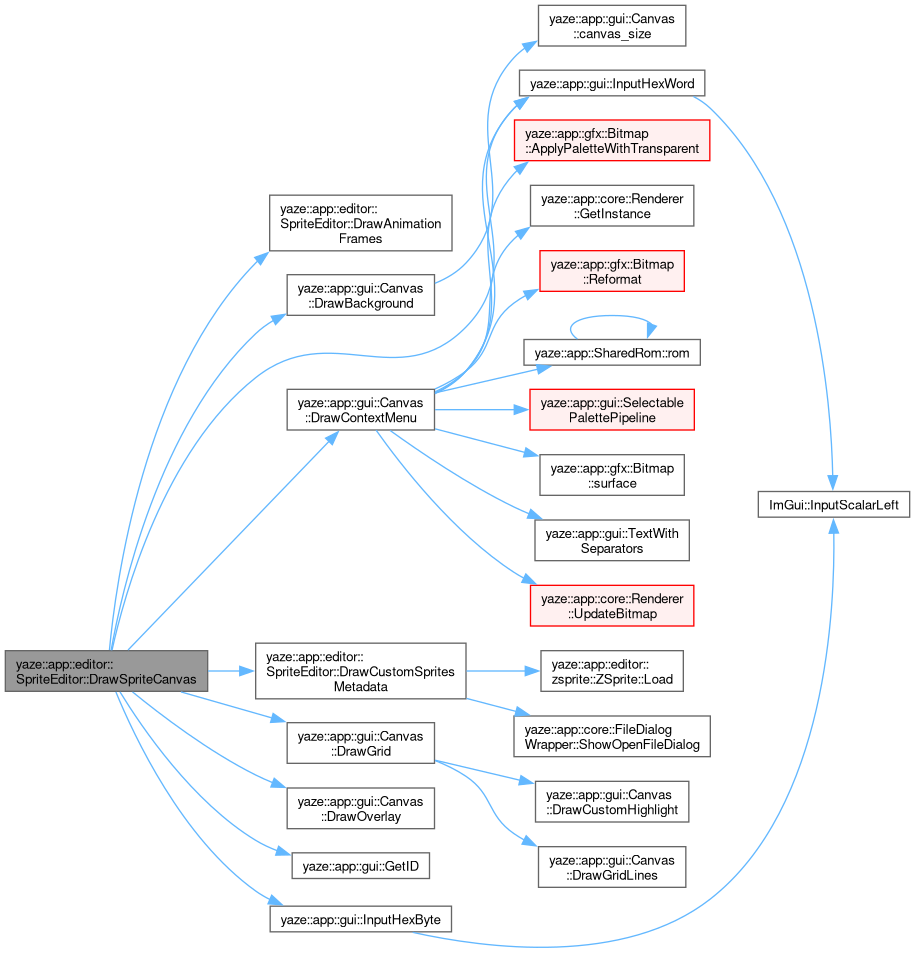 yaze::app::gui::Canvas
::canvas_size
yaze::app::gui::InputHexWord
yaze::app::gfx::Bitmap
::ApplyPaletteWithTransparent
yaze::app::core::Renderer
::GetInstance
yaze::app::editor::
SpriteEditor::DrawAnimation
Frames
yaze::app::gfx::Bitmap
::Reformat
yaze::app::gui::Canvas
::DrawBackground
yaze::app::SharedRom::rom
yaze::app::gui::Canvas
::DrawContextMenu
yaze::app::gui::Selectable
PalettePipeline
yaze::app::gfx::Bitmap
::surface
ImGui::InputScalarLeft
yaze::app::gui::TextWith
Separators
yaze::app::core::Renderer
::UpdateBitmap
yaze::app::editor::
SpriteEditor::DrawSpriteCanvas
yaze::app::editor::
SpriteEditor::DrawCustomSprites
Metadata
yaze::app::editor::
zsprite::ZSprite::Load
yaze::app::core::FileDialog
Wrapper::ShowOpenFileDialog
yaze::app::gui::Canvas
::DrawGrid
yaze::app::gui::Canvas
::DrawCustomHighlight
yaze::app::gui::Canvas
::DrawOverlay
yaze::app::gui::Canvas
::DrawGridLines
yaze::app::gui::GetID
yaze::app::gui::InputHexByte